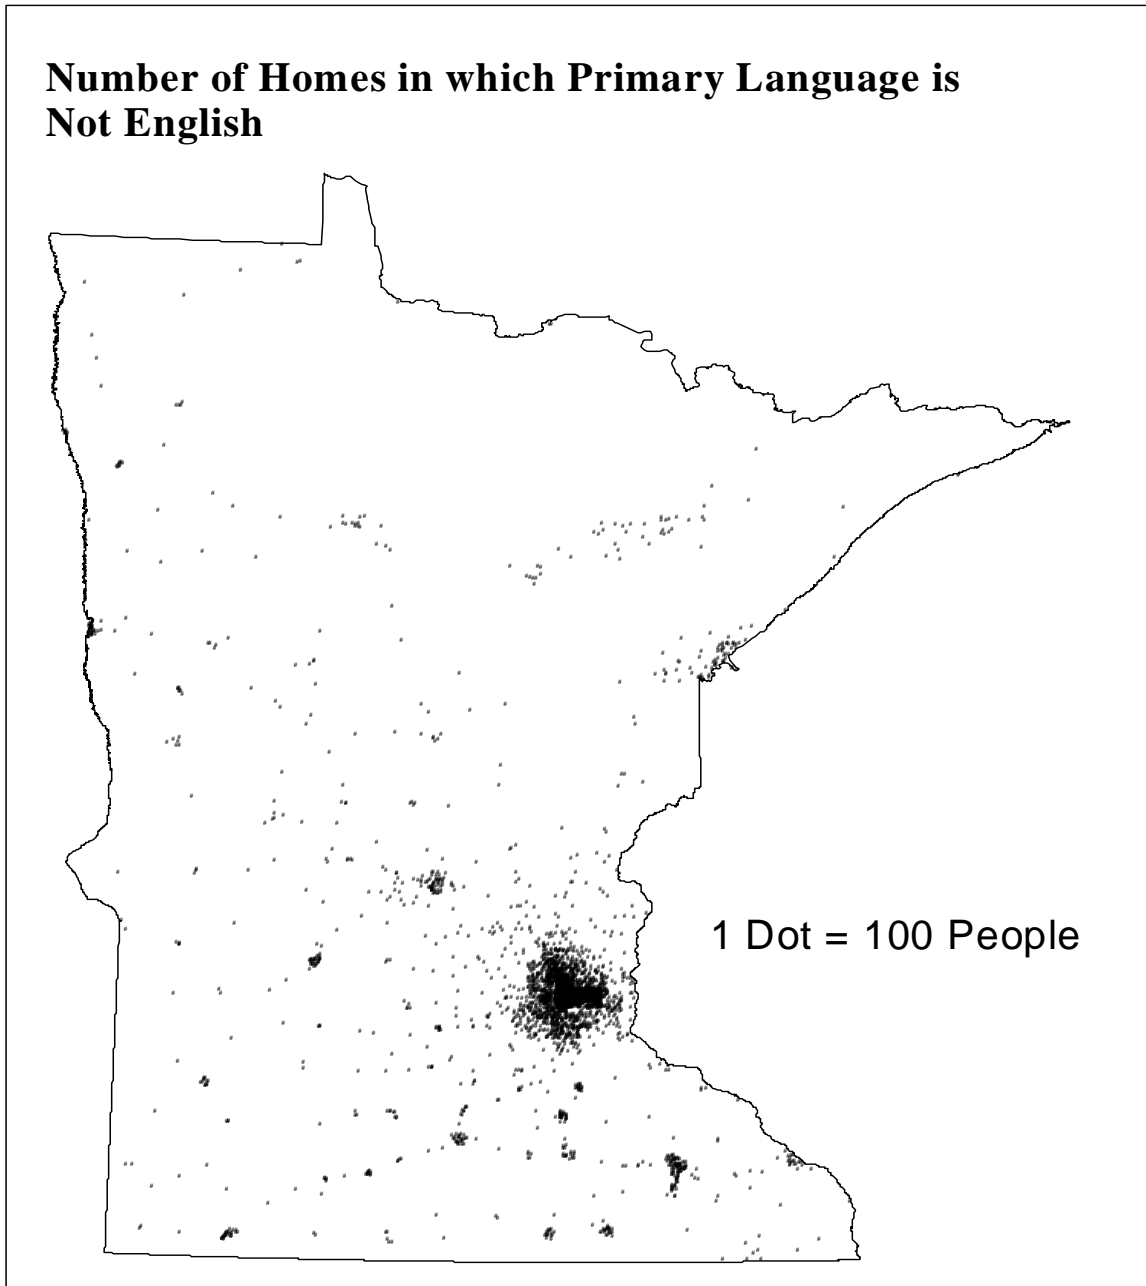 Number of Homes in which Primary Language is
Not English
1 Dot = 100 People